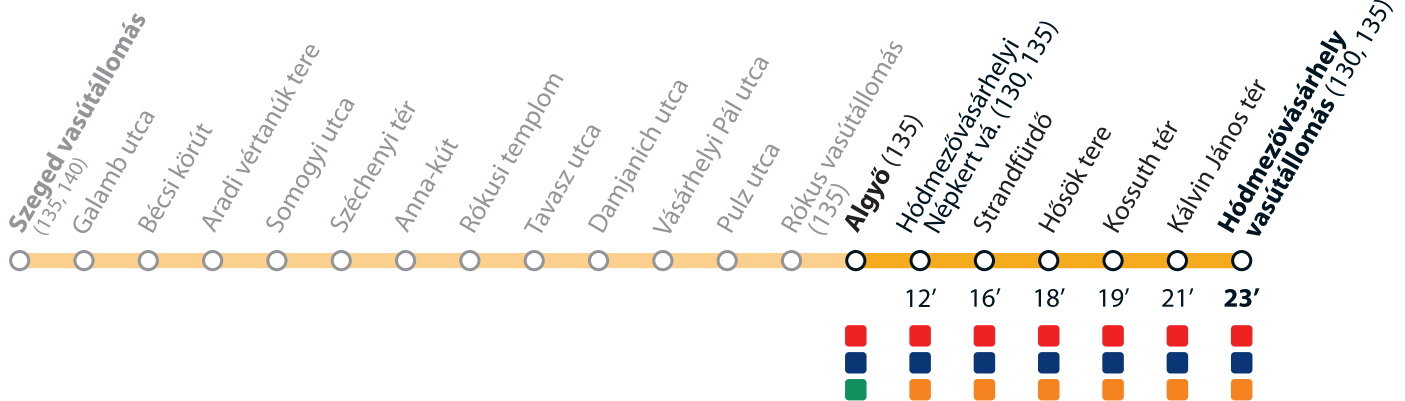 Szeged vasútállomás
(135, 140)
Galamb utca
Bécsi körút
Aradi vértanúk tere
Somogyi utca
Széchenyi tér
Anna-kút
Rókusi templom
Tavasz utca
Damjanich utca
Vásárhelyi Pál utca
Pulz utca
Rókus vasútállomás
(135)
Algyő (135)
Hódmezővásárhelyi
Népkert vá. (130, 135)
Strandfürdő
Hősök tere
Kossuth tér
Kálvin János tér
Hódmezővásárhely
vasútállomás (130, 135)
12’ 16’ 18’ 19’ 21’ 23’